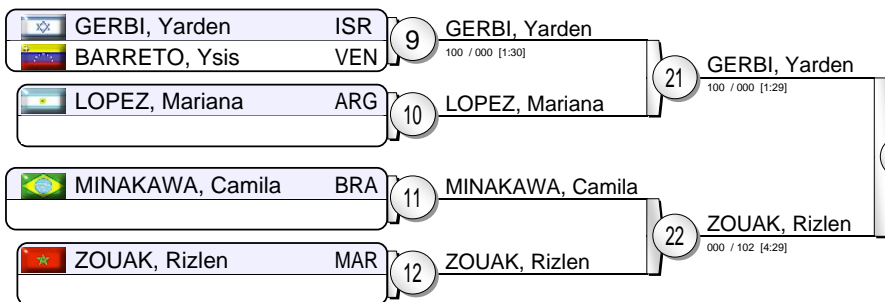 GERBI, Yarden ISR
BARRETO, Ysis VEN
9
GERBI, Yarden
100 / 000 [1:30]
LOPEZ, Mariana ARG
10
LOPEZ, Mariana
21
GERBI, Yarden
100 / 000 [1:29]
MINAKAWA, Camila BRA
11
MINAKAWA, Camila
ZOUAK, Rizlen MAR
12
ZOUAK, Rizlen
22
ZOUAK, Rizlen
000 / 102 [4:29]